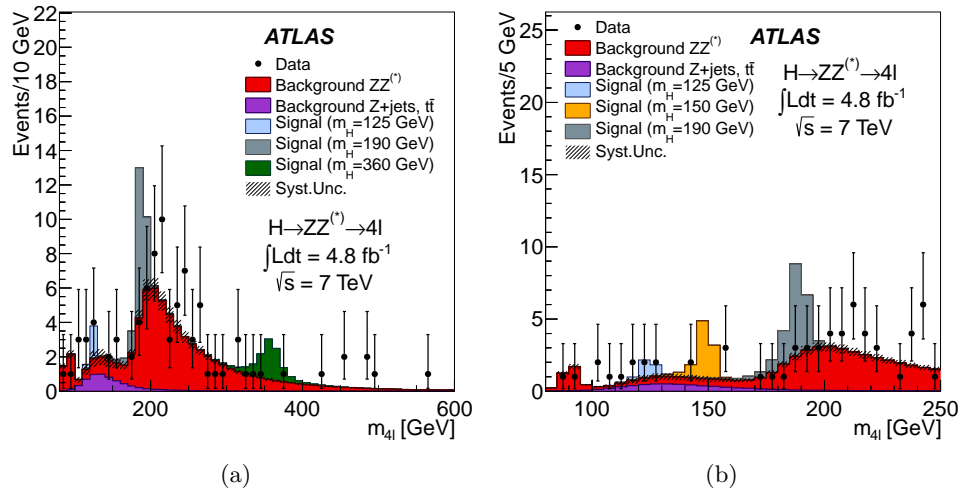 Events/10 GeV
22
20
18
16
14
12
10
8
6
4
2
0
ATLAS
Data
Background ZZ(*)
Background Z+jets, tt̄
Signal (mH=125 GeV)
Signal (mH=190 GeV)
Signal (mH=360 GeV)
Syst.Unc.
H→ZZ(*)→4l
∫Ldt = 4.8 fb-1
√s = 7 TeV
200
400
600
m4l [GeV]
(a)
Events/5 GeV
25
20
15
10
5
0
ATLAS
Data
Background ZZ(*)
Background Z+jets, tt̄
Signal (mH=125 GeV)
Signal (mH=150 GeV)
Signal (mH=190 GeV)
Syst.Unc.
H→ZZ(*)→4l
∫Ldt = 4.8 fb-1
√s = 7 TeV
100
150
200
250
m4l [GeV]
(b)